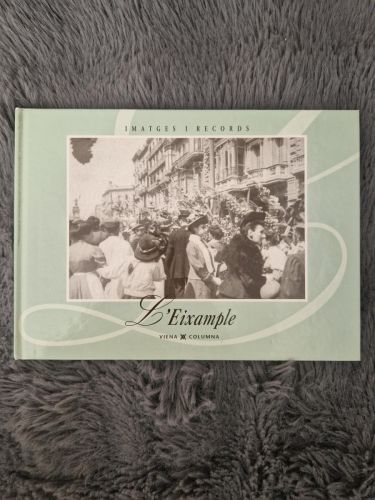 IMATGES I RECORDS
L'Eixample
VIENA COLUMNA